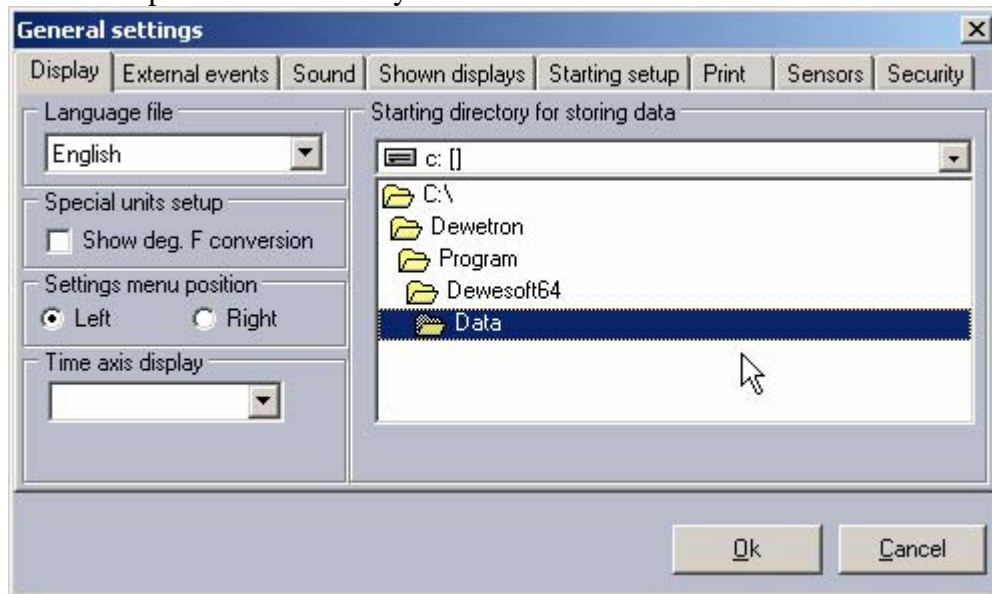 General settings
Display External events Sound Shown displays Starting setup Print Sensors Security
Language file
English
Special units setup
Show deg. F conversion
Settings menu position
Left Right
Time axis display
Starting directory for storing data
c: []
C:\
Dewetron
Program
Dewesoft64
Data
Ok Cancel